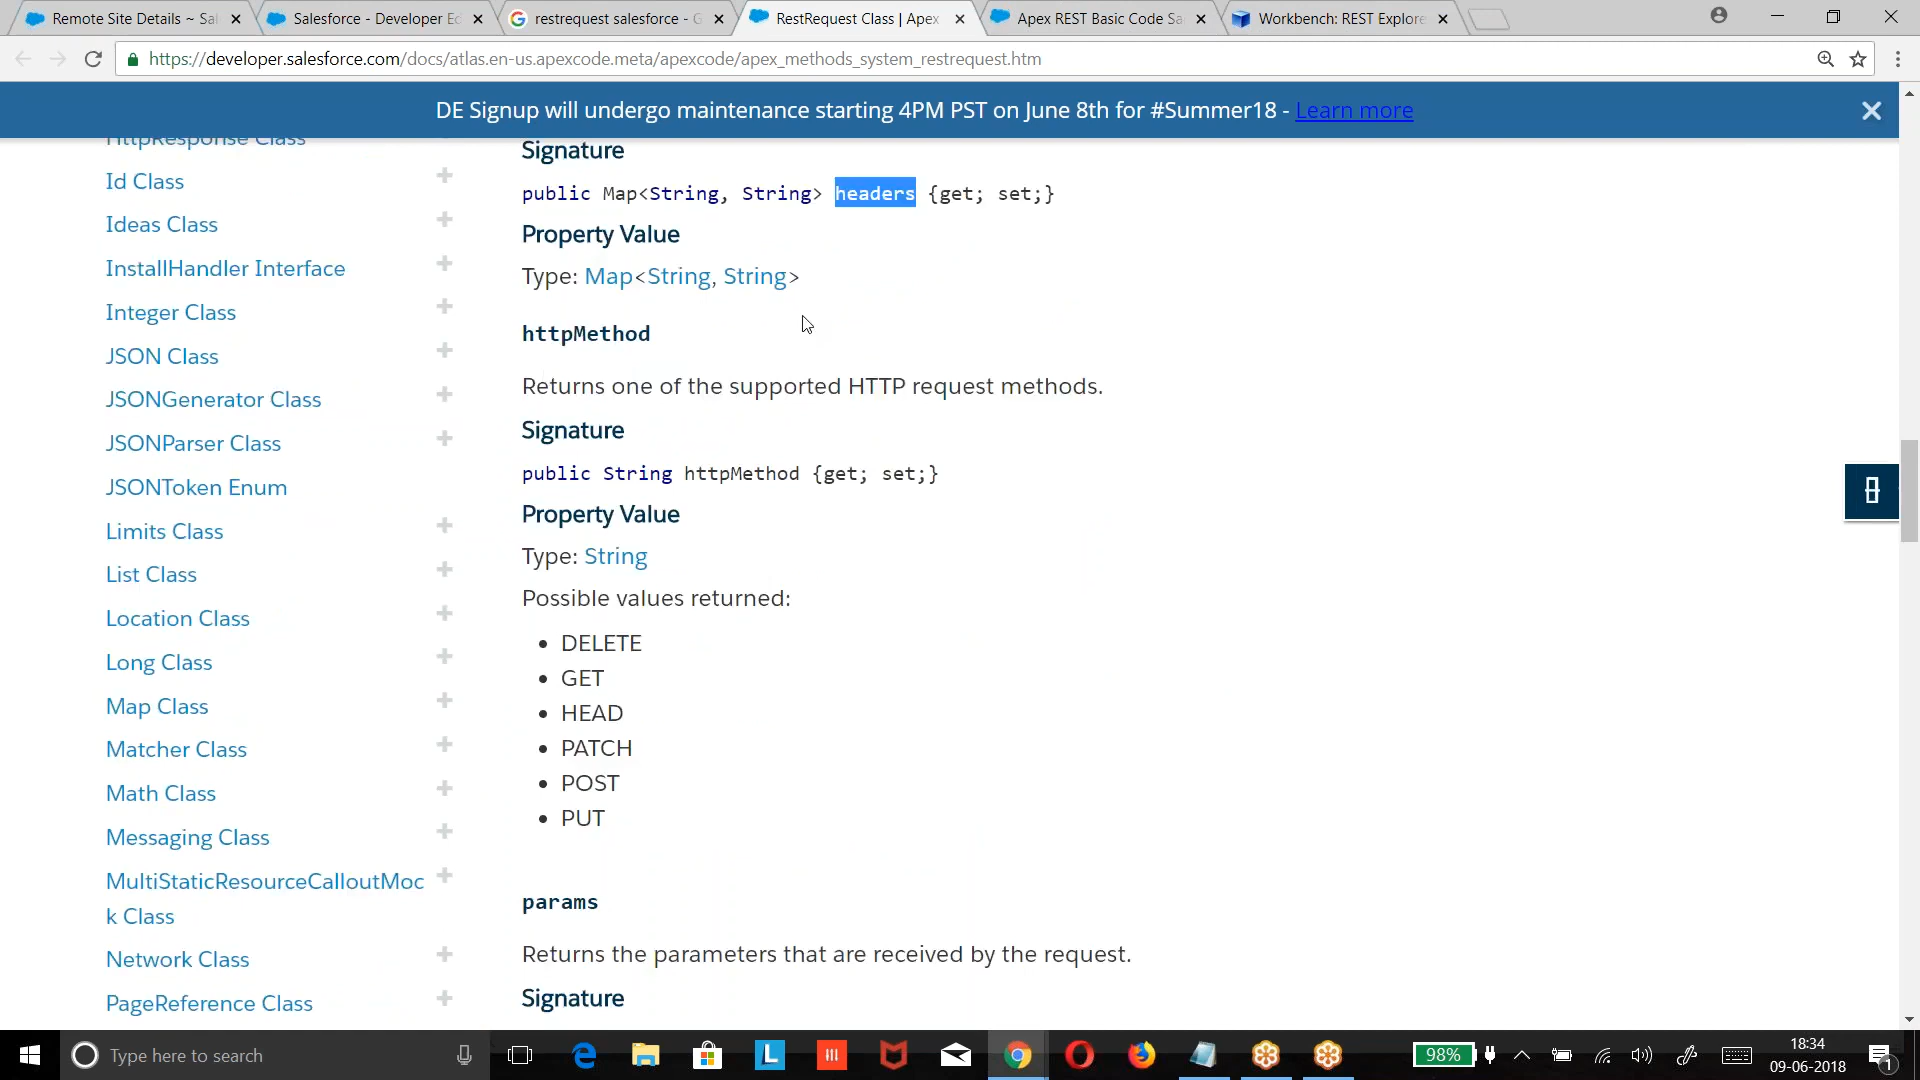 Remote Site Details ~ Sal
Salesforce - Developer Ed
restrequest salesforce - G
RestRequest Class | Apex
Apex REST Basic Code Sa
Workbench: REST Explore
https://developer.salesforce.com/docs/atlas.en-us.apexcode.meta/apexcode/apex_methods_system_restrequest.htm
DE Signup will undergo maintenance starting 4PM PST on June 8th for #Summer18 - Learn more
HttpResponse Class
Id Class
Ideas Class
InstallHandler Interface
Integer Class
JSON Class
JSONGenerator Class
JSONParser Class
JSONToken Enum
Limits Class
List Class
Location Class
Long Class
Map Class
Matcher Class
Math Class
Messaging Class
MultiStaticResourceCalloutMoc
k Class
Network Class
PageReference Class
Signature
public Map<String, String> headers {get; set;}
Property Value
Type: Map<String, String>
httpMethod
Returns one of the supported HTTP request methods.
Signature
public String httpMethod {get; set;}
Property Value
Type: String
Possible values returned:
• DELETE
• GET
• HEAD
• PATCH
• POST
• PUT
params
Returns the parameters that are received by the request.
Signature
Type here to search
98%
18:34
09-06-2018
1